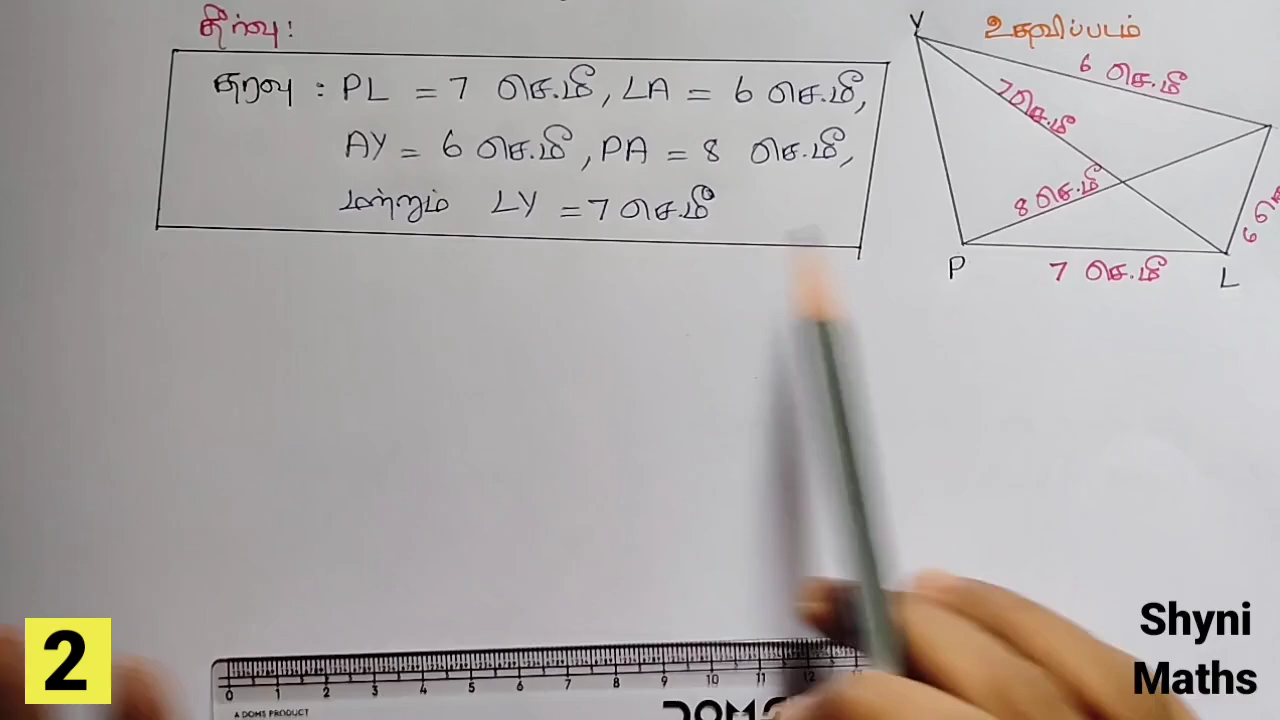 தீர்வு :
தரவு : PL = 7 செ.மீ, LA = 6 செ.மீ,
AY = 6 செ.மீ, PA = 8 செ.மீ,
மற்றும் LY = 7 செ.மீ
உதவிப்படம்
Y
6 செ.மீ
7 செ.மீ
8 செ.மீ
6
P
7 செ.மீ
L
0 1 2 3 4 5 6 7 8 9 10 11 12
A DOMS PRODUCT
DOMS
2
Shyni
Maths